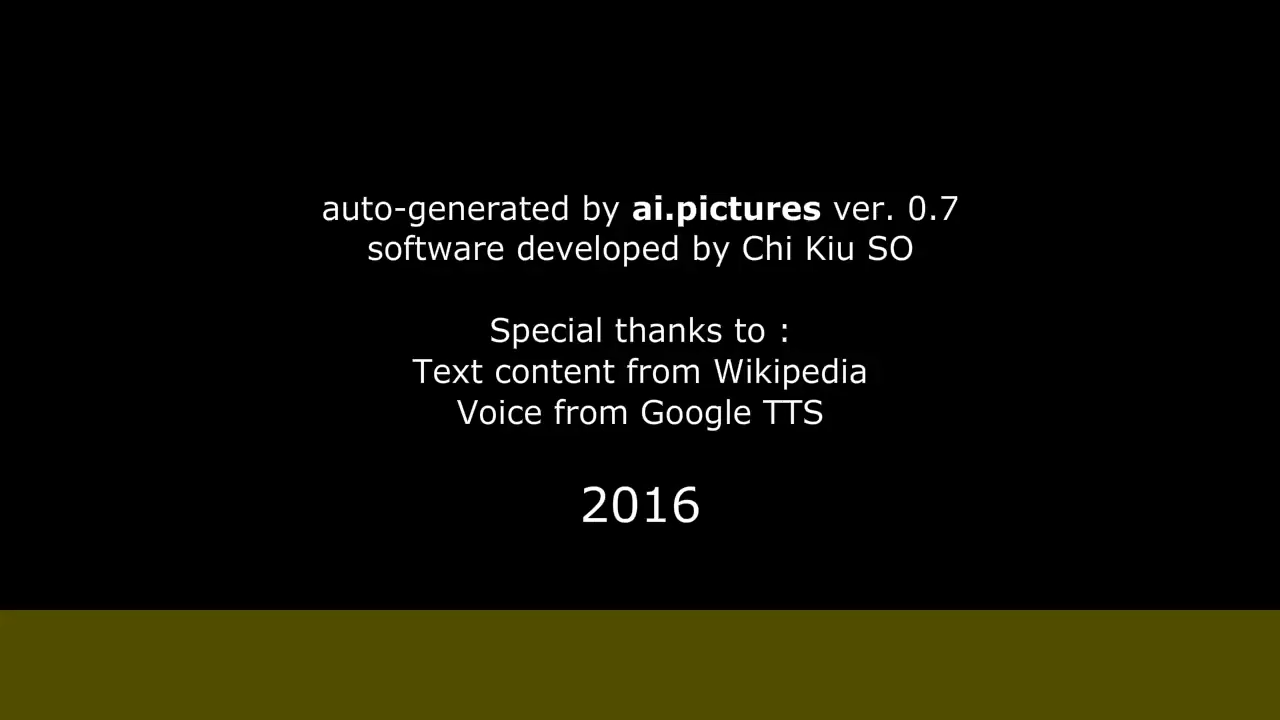 auto-generated by ai.pictures ver. 0.7
software developed by Chi Kiu SO
Special thanks to :
Text content from Wikipedia
Voice from Google TTS
2016